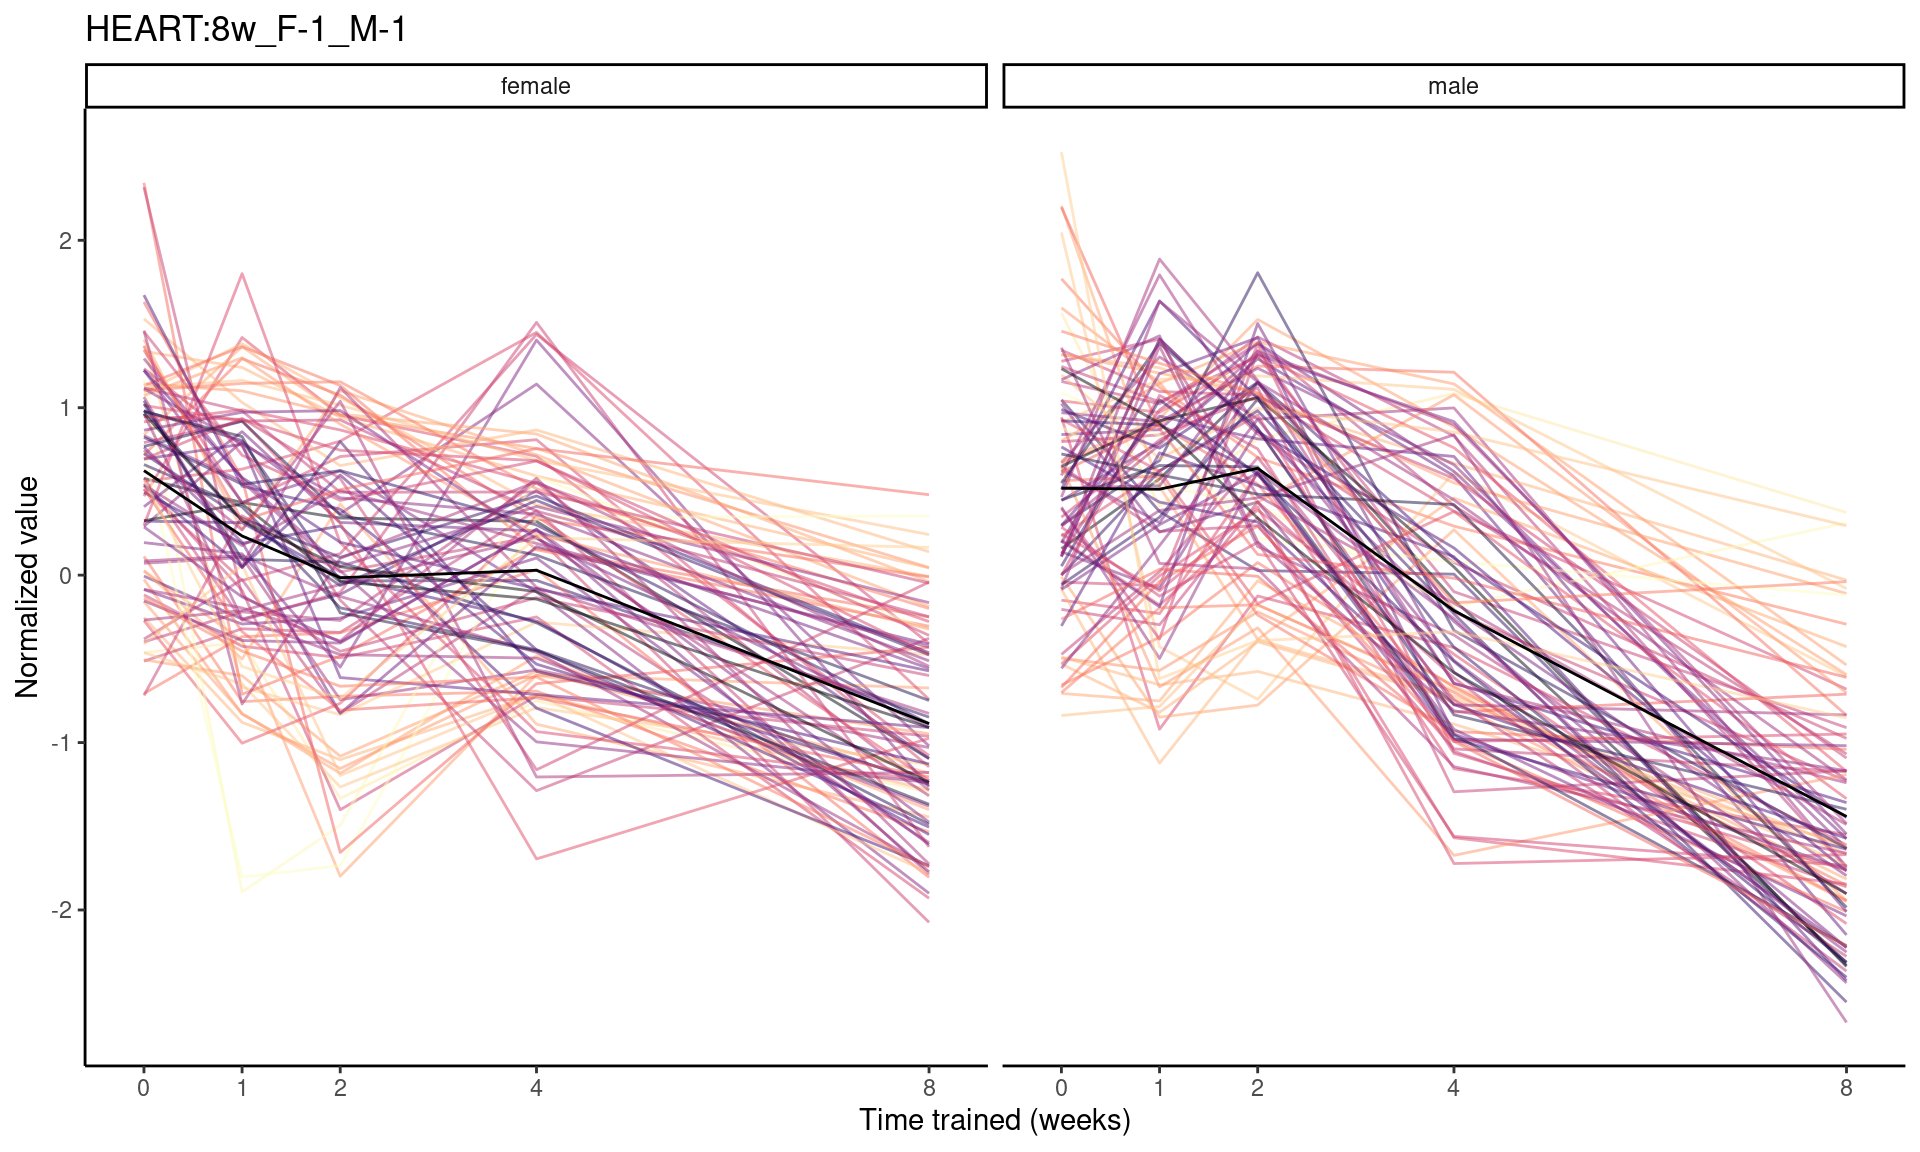 HEART:8w_F-1_M-1
female
male
Normalized value
2
1
0
-1
-2
0 1 2 4 8
0 1 2 4 8
Time trained (weeks)